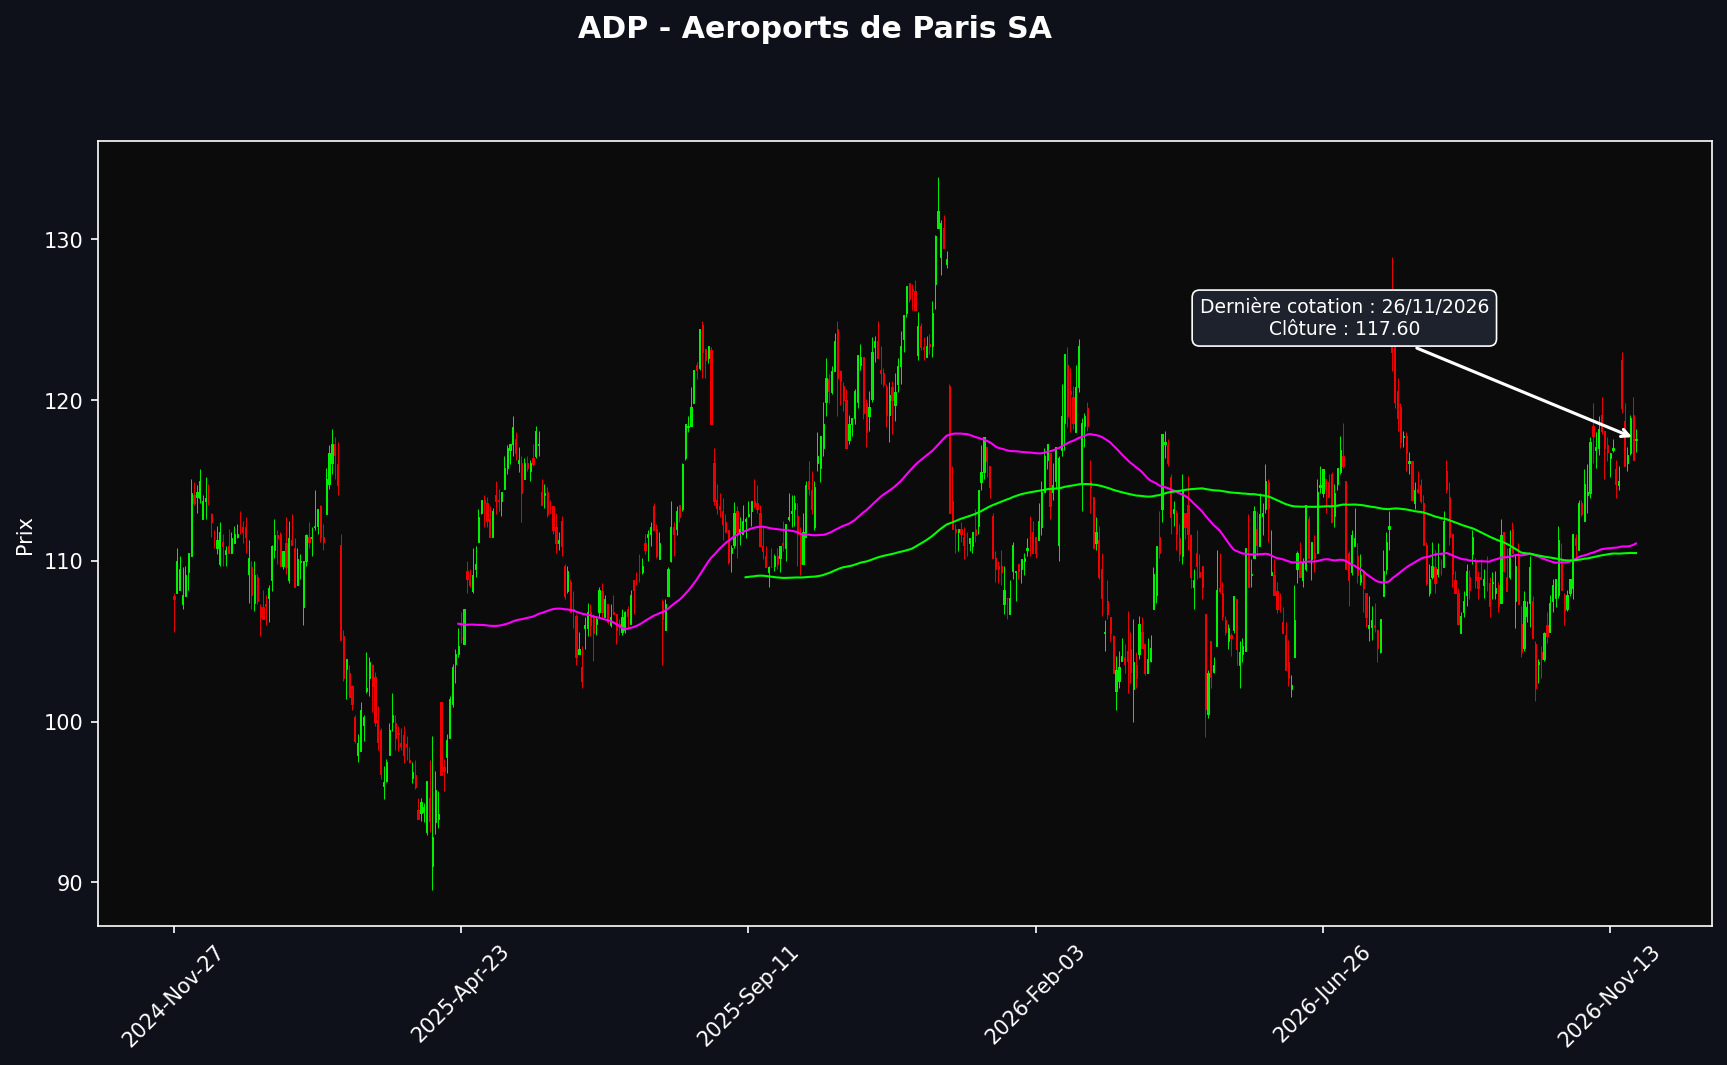 ADP - Aeroports de Paris SA
Prix
130
120
110
100
90
Dernière cotation : 26/11/2026
Clôture : 117.60
2024-Nov-27
2025-Apr-23
2025-Sep-11
2026-Feb-03
2026-Jun-26
2026-Nov-13